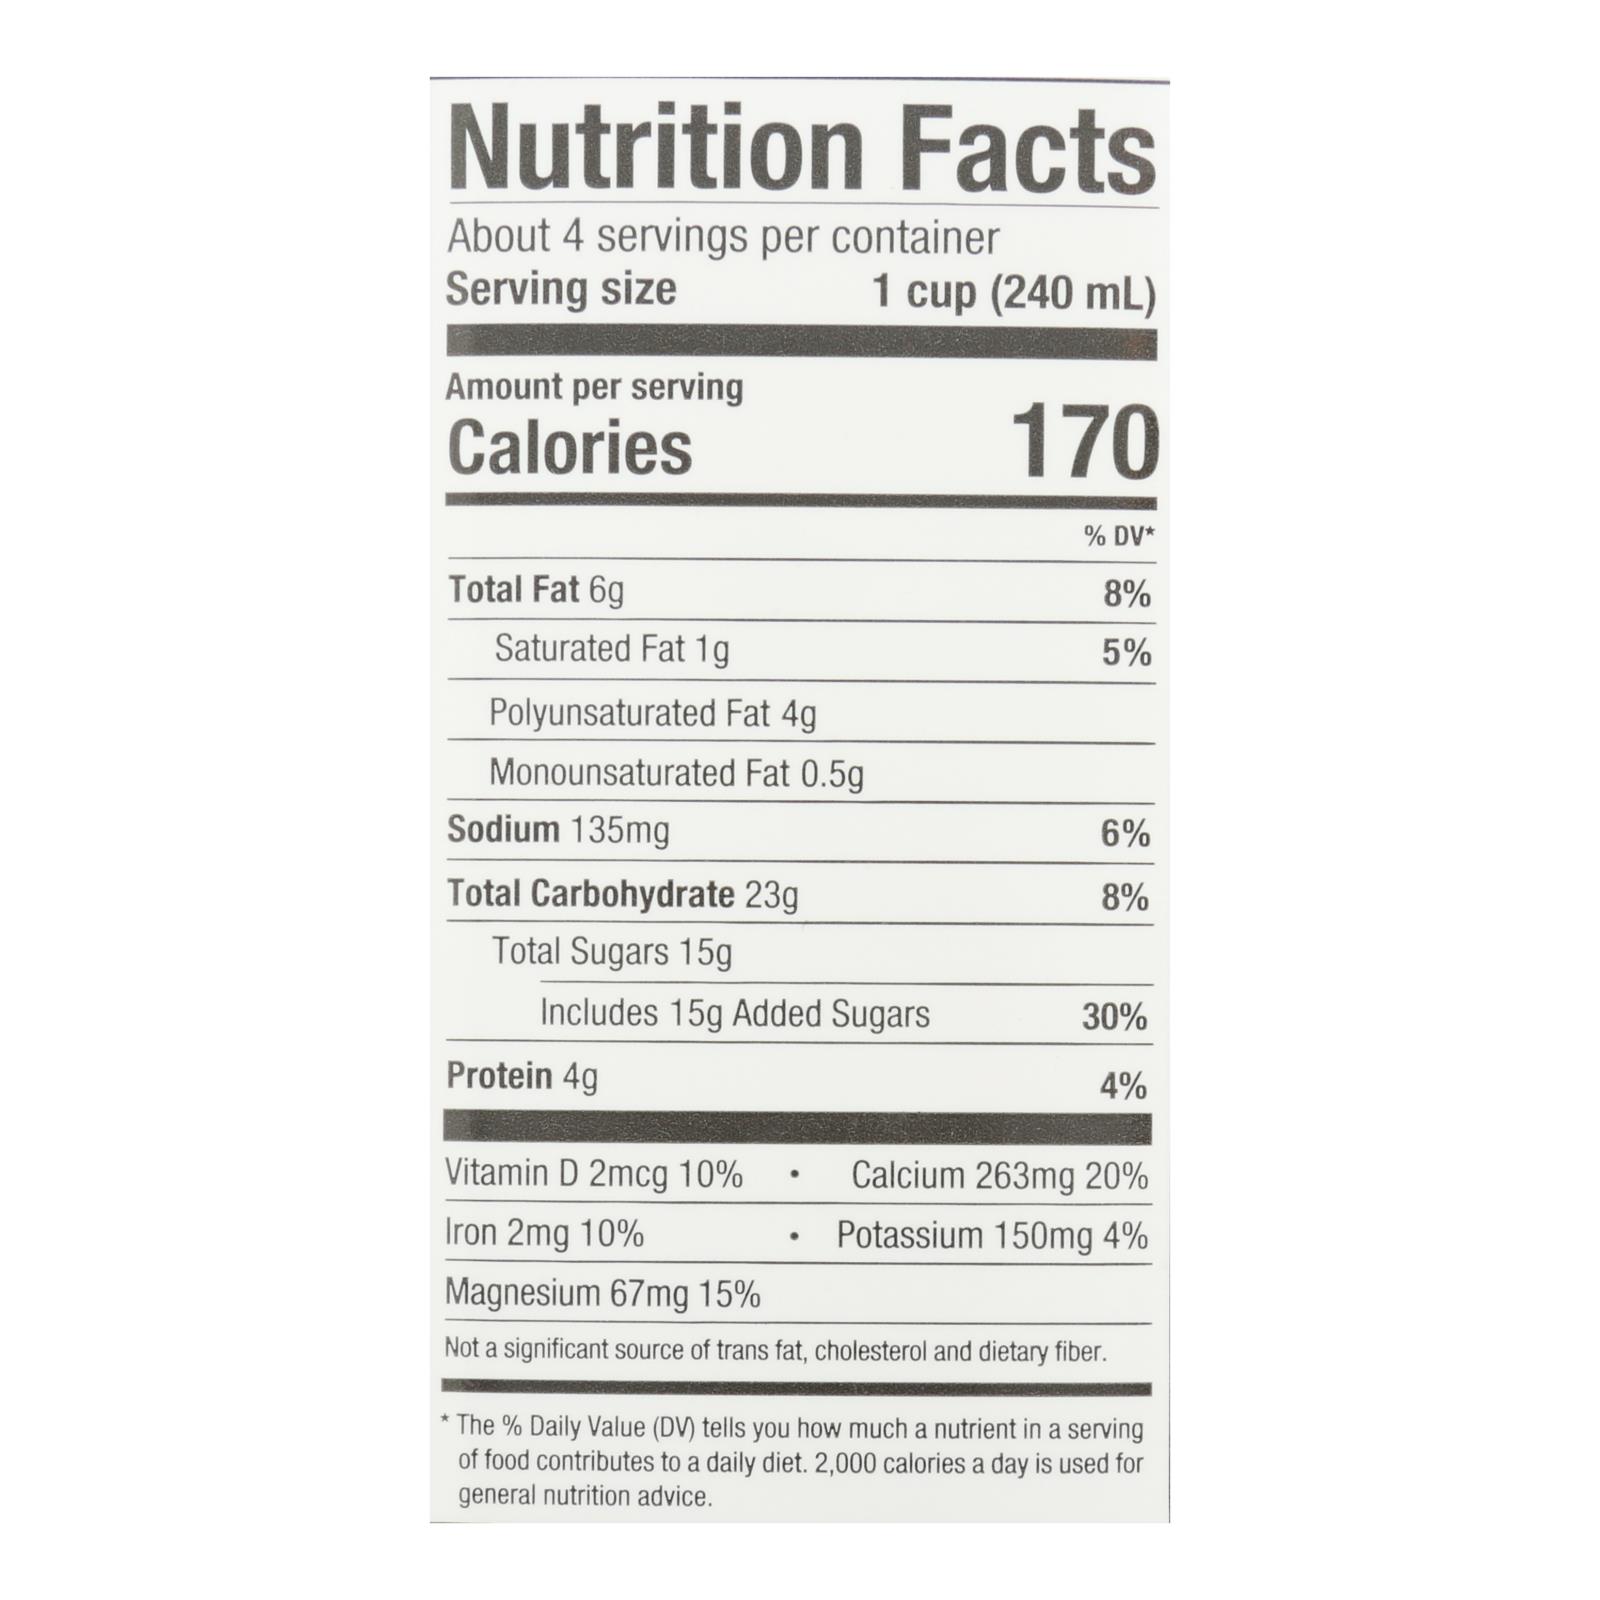 Nutrition Facts
About 4 servings per container
Serving size 1 cup (240 mL)
Amount per serving
Calories 170
% DV*
Total Fat 6g 8%
Saturated Fat 1g 5%
Polyunsaturated Fat 4g
Monounsaturated Fat 0.5g
Sodium 135mg 6%
Total Carbohydrate 23g 8%
Total Sugars 15g
Includes 15g Added Sugars 30%
Protein 4g 4%
Vitamin D 2mcg 10% • Calcium 263mg 20%
Iron 2mg 10% • Potassium 150mg 4%
Magnesium 67mg 15%
Not a significant source of trans fat, cholesterol and dietary fiber.
* The % Daily Value (DV) tells you how much a nutrient in a serving
of food contributes to a daily diet. 2,000 calories a day is used for
general nutrition advice.